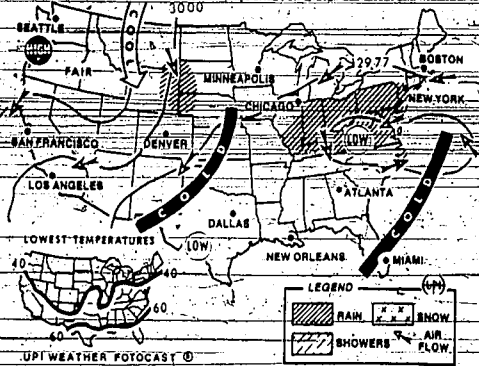 3000
SEATTLE
HIGH
COOL
FAIR
29.77
BOSTON
MINNEAPOLIS
CHICAGO
NEW YORK
SAN FRANCISCO
DENVER
LOW
COLD
LOS ANGELES
ATLANTA
COLD
DALLAS
LOWEST TEMPERATURES
LOW
NEW ORLEANS
MIAMI
40
40
60
60
LEGEND
UPI
RAIN
SNOW
SHOWERS
AIR FLOW
UPI WEATHER FOTOCAST ®